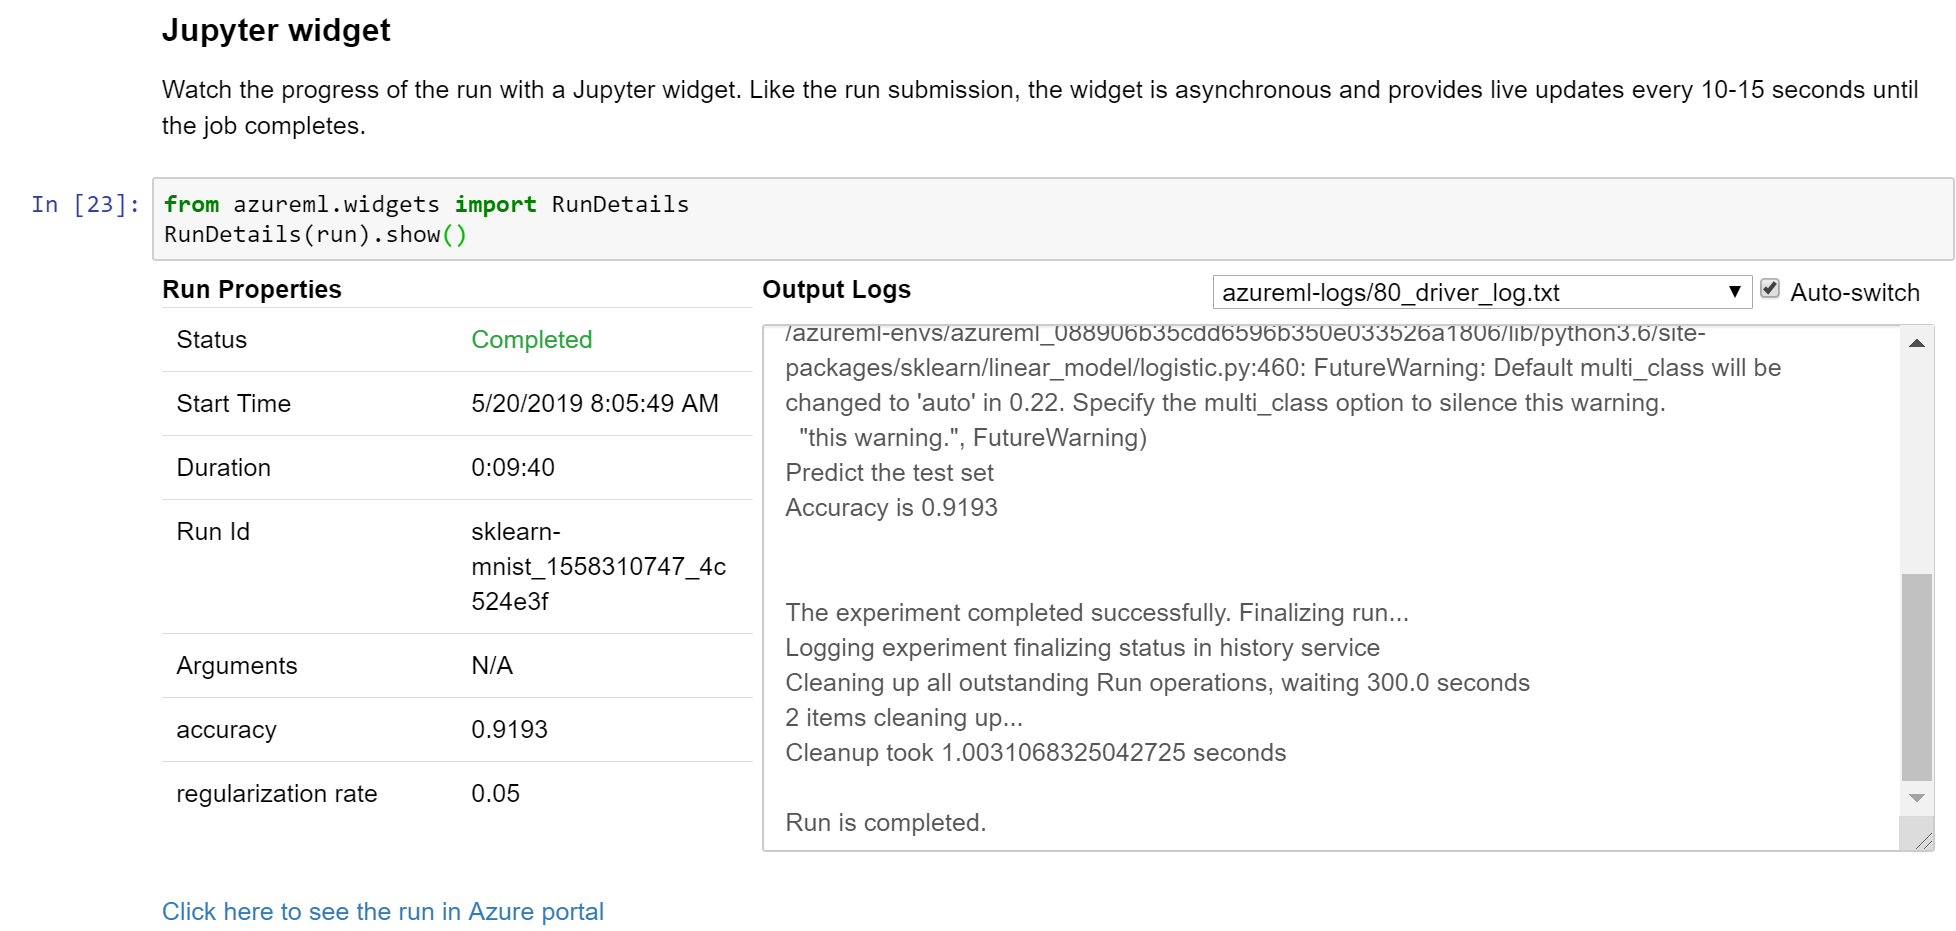 Jupyter widget
Watch the progress of the run with a Jupyter widget. Like the run submission, the widget is asynchronous and provides live updates every 10-15 seconds until
the job completes.
In [23]:
from azureml.widgets import RunDetails
RunDetails(run).show()
Run Properties
Status Completed
Start Time 5/20/2019 8:05:49 AM
Duration 0:09:40
Run Id sklearn-
mnist_1558310747_4c
524e3f
Arguments N/A
accuracy 0.9193
regularization rate 0.05
Output Logs
azureml-logs/80_driver_log.txt
Auto-switch
/azureml-envs/azureml_088906b35cdd6596b350e033526a1806/lib/python3.6/site-
packages/sklearn/linear_model/logistic.py:460: FutureWarning: Default multi_class will be
changed to 'auto' in 0.22. Specify the multi_class option to silence this warning.
"this warning.", FutureWarning)
Predict the test set
Accuracy is 0.9193
The experiment completed successfully. Finalizing run...
Logging experiment finalizing status in history service
Cleaning up all outstanding Run operations, waiting 300.0 seconds
2 items cleaning up...
Cleanup took 1.0031068325042725 seconds
Run is completed.
Click here to see the run in Azure portal